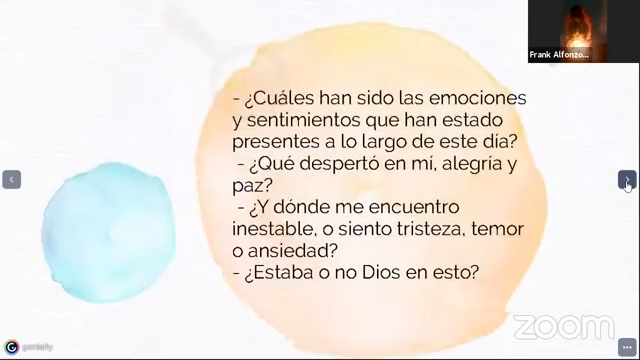 Frank Alfonzo...
- ¿Cuáles han sido las emociones
y sentimientos que han estado
presentes a lo largo de este día?
- ¿Qué despertó en mí, alegría y
paz?
- ¿Y dónde me encuentro
inestable, o siento tristeza, temor
o ansiedad?
- ¿Estaba o no Dios en esto?
zoom
genially